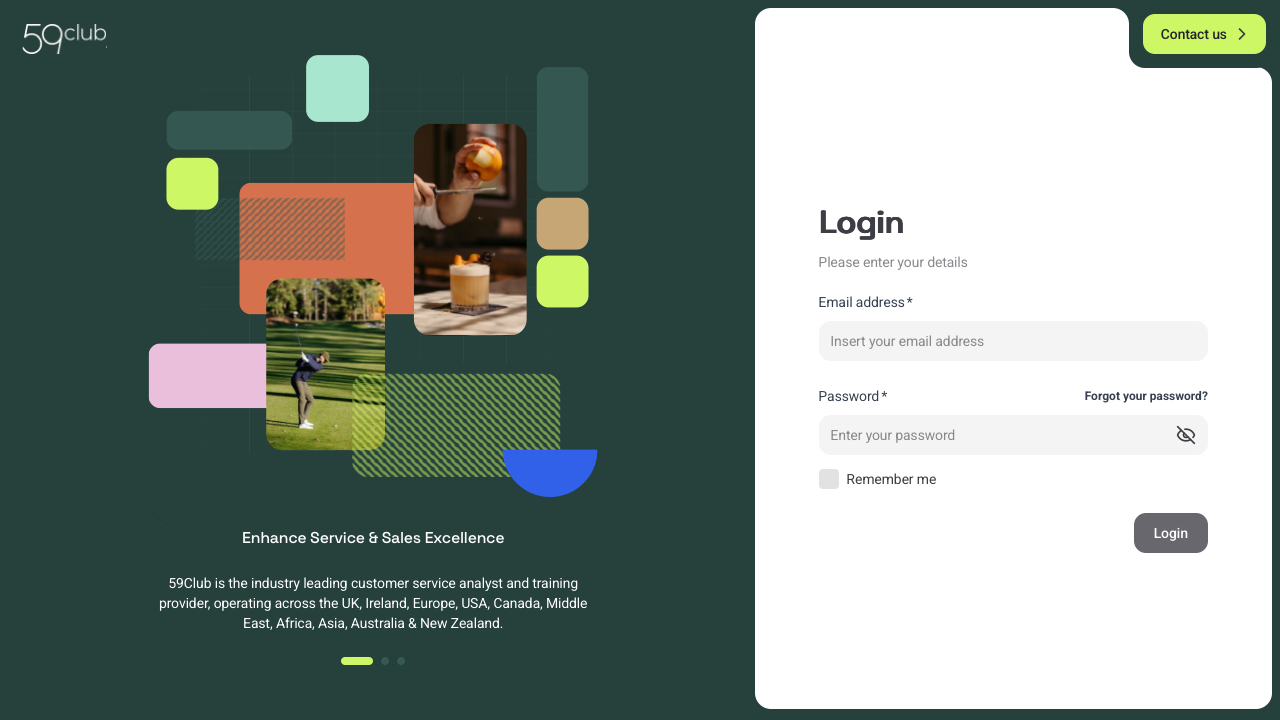 59club
Contact us
Login
Please enter your details
Email address *
Insert your email address
Password *
Forgot your password?
Enter your password
Remember me
Login
Enhance Service & Sales Excellence
59Club is the industry leading customer service analyst and training
provider, operating across the UK, Ireland, Europe, USA, Canada, Middle
East, Africa, Asia, Australia & New Zealand.